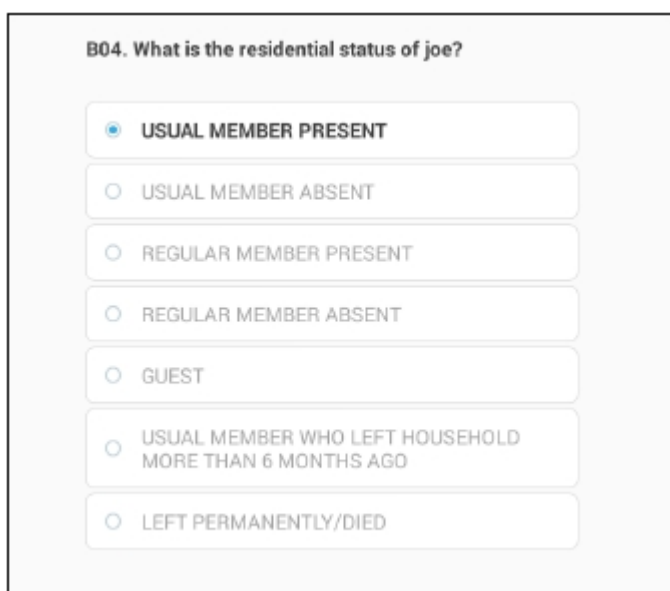 B04. What is the residential status of joe?
USUAL MEMBER PRESENT
USUAL MEMBER ABSENT
REGULAR MEMBER PRESENT
REGULAR MEMBER ABSENT
GUEST
USUAL MEMBER WHO LEFT HOUSEHOLD
MORE THAN 6 MONTHS AGO
LEFT PERMANENTLY/DIED